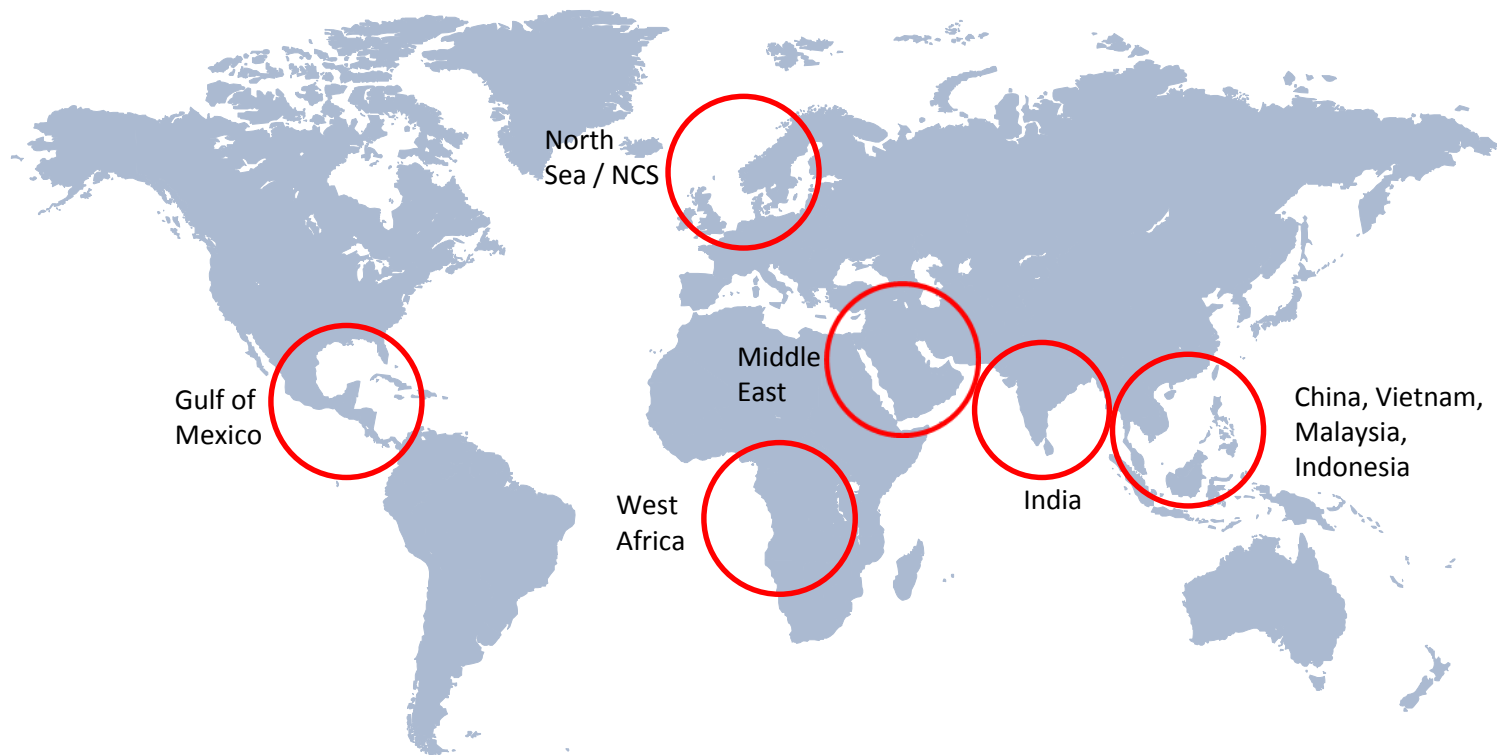 North
Sea / NCS
Middle
East
Gulf of
Mexico
China, Vietnam,
Malaysia,
Indonesia
India
West
Africa